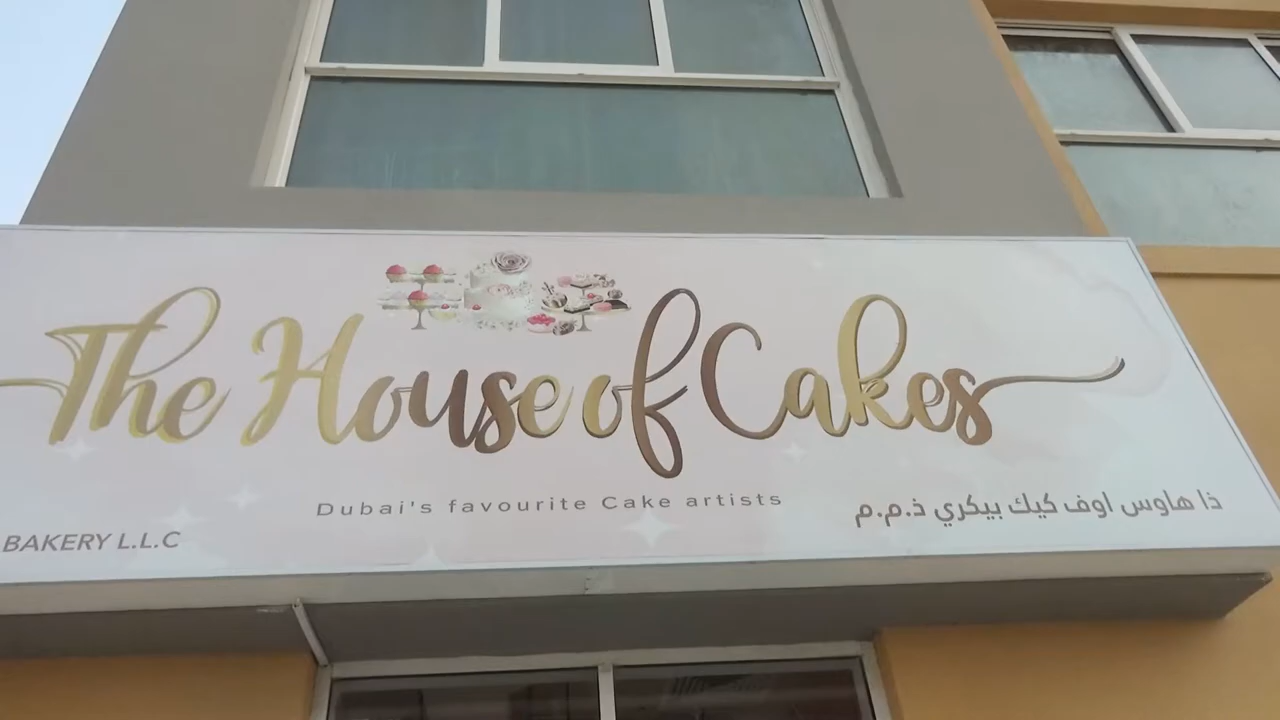 The House of Cakes
Dubai's favourite Cake artists
ذا هاوس اوف كيك بيكري ذ.م.م
BAKERY L.L.C